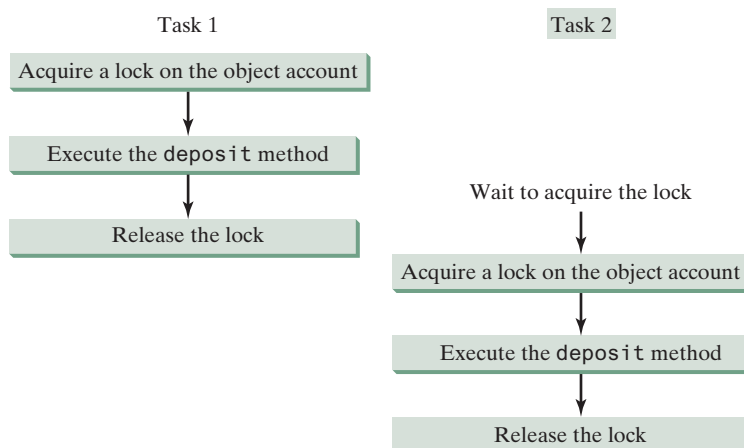 Task 1
Task 2
Acquire a lock on the object account
Execute the deposit method
Release the lock
Wait to acquire the lock
Acquire a lock on the object account
Execute the deposit method
Release the lock